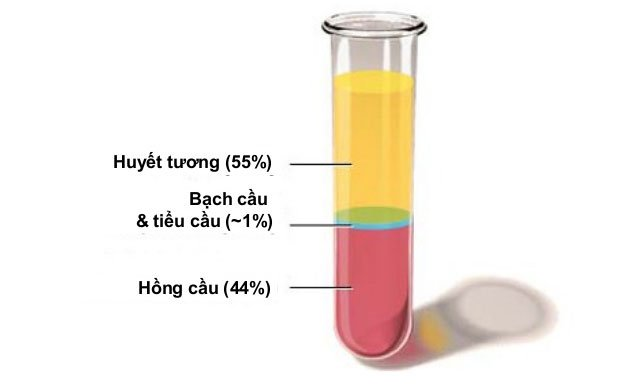 Huyết tương (55%)
Bạch cầu
& tiểu cầu (~1%)
Hồng cầu (44%)